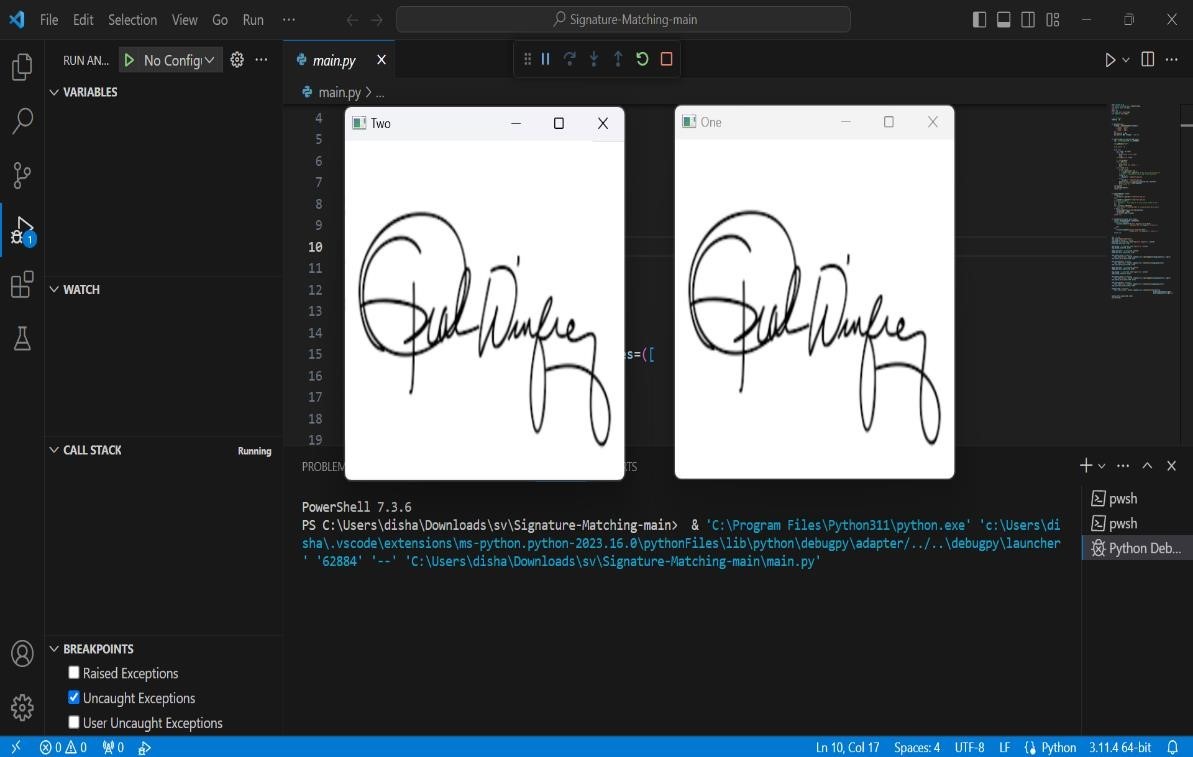 File Edit Selection View Go Run ··· Signature-Matching-main
RUN AN... No Config
main.py
VARIABLES
main.py > ...
Two
One
4
5
6
7
8
9
10
11
12
13
14
15 s=([
16
17
18
19
WATCH
CALL STACK Running
PROBLEM RTS
PowerShell 7.3.6
PS C:\Users\disha\Downloads\sv\Signature-Matching-main> & 'C:\Program Files\Python311\python.exe' 'c:\Users\di
sha\.vscode\extensions\ms-python.python-2023.16.0\pythonFiles\lib\python\debugpy\adapter/../..\debugpy\launcher
' '62884' '--' 'C:\Users\disha\Downloads\sv\Signature-Matching-main\main.py'
pwsh
pwsh
Python Deb...
BREAKPOINTS
Raised Exceptions
Uncaught Exceptions
User Uncaught Exceptions
1
0 0 0 Ln 10, Col 17 Spaces: 4 UTF-8 LF Python 3.11.4 64-bit